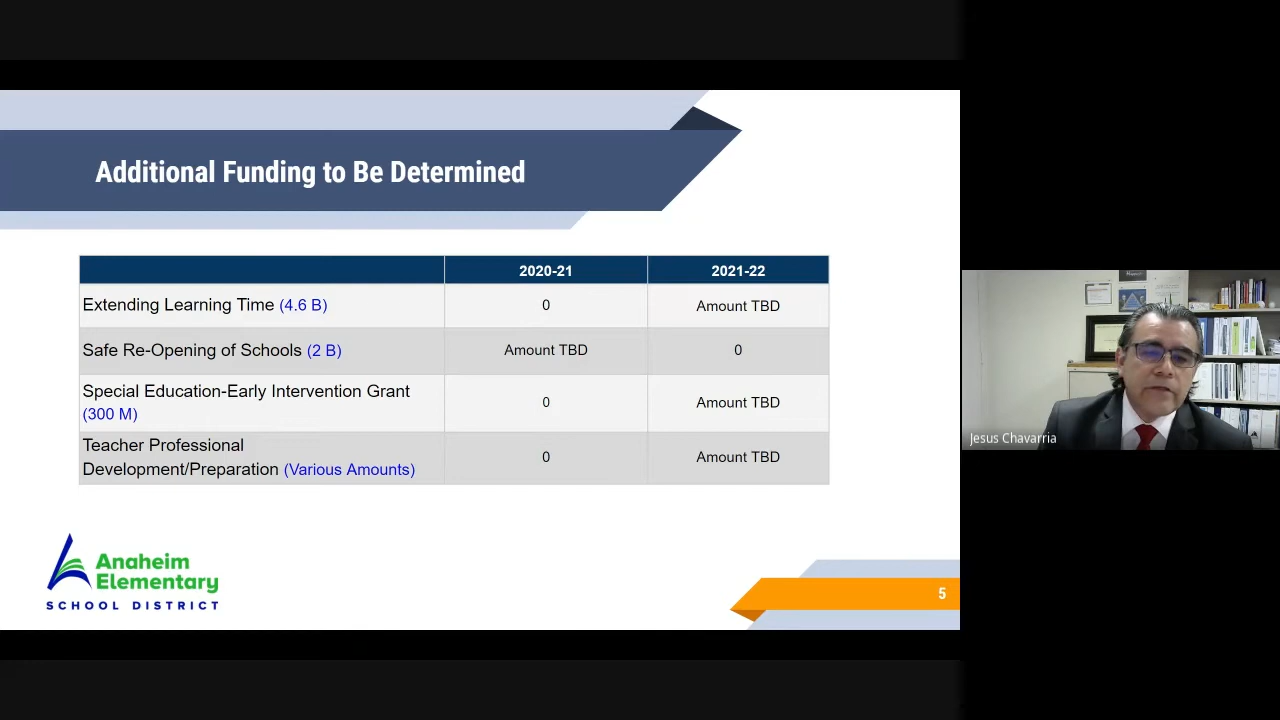 Additional Funding to Be Determined
2020-21 2021-22
Extending Learning Time (4.6 B) 0 Amount TBD
Safe Re-Opening of Schools (2 B) Amount TBD 0
Special Education-Early Intervention Grant
(300 M) 0 Amount TBD
Teacher Professional
Development/Preparation (Various Amounts) 0 Amount TBD
Anaheim
Elementary
SCHOOL DISTRICT
5
Jesus Chavarria